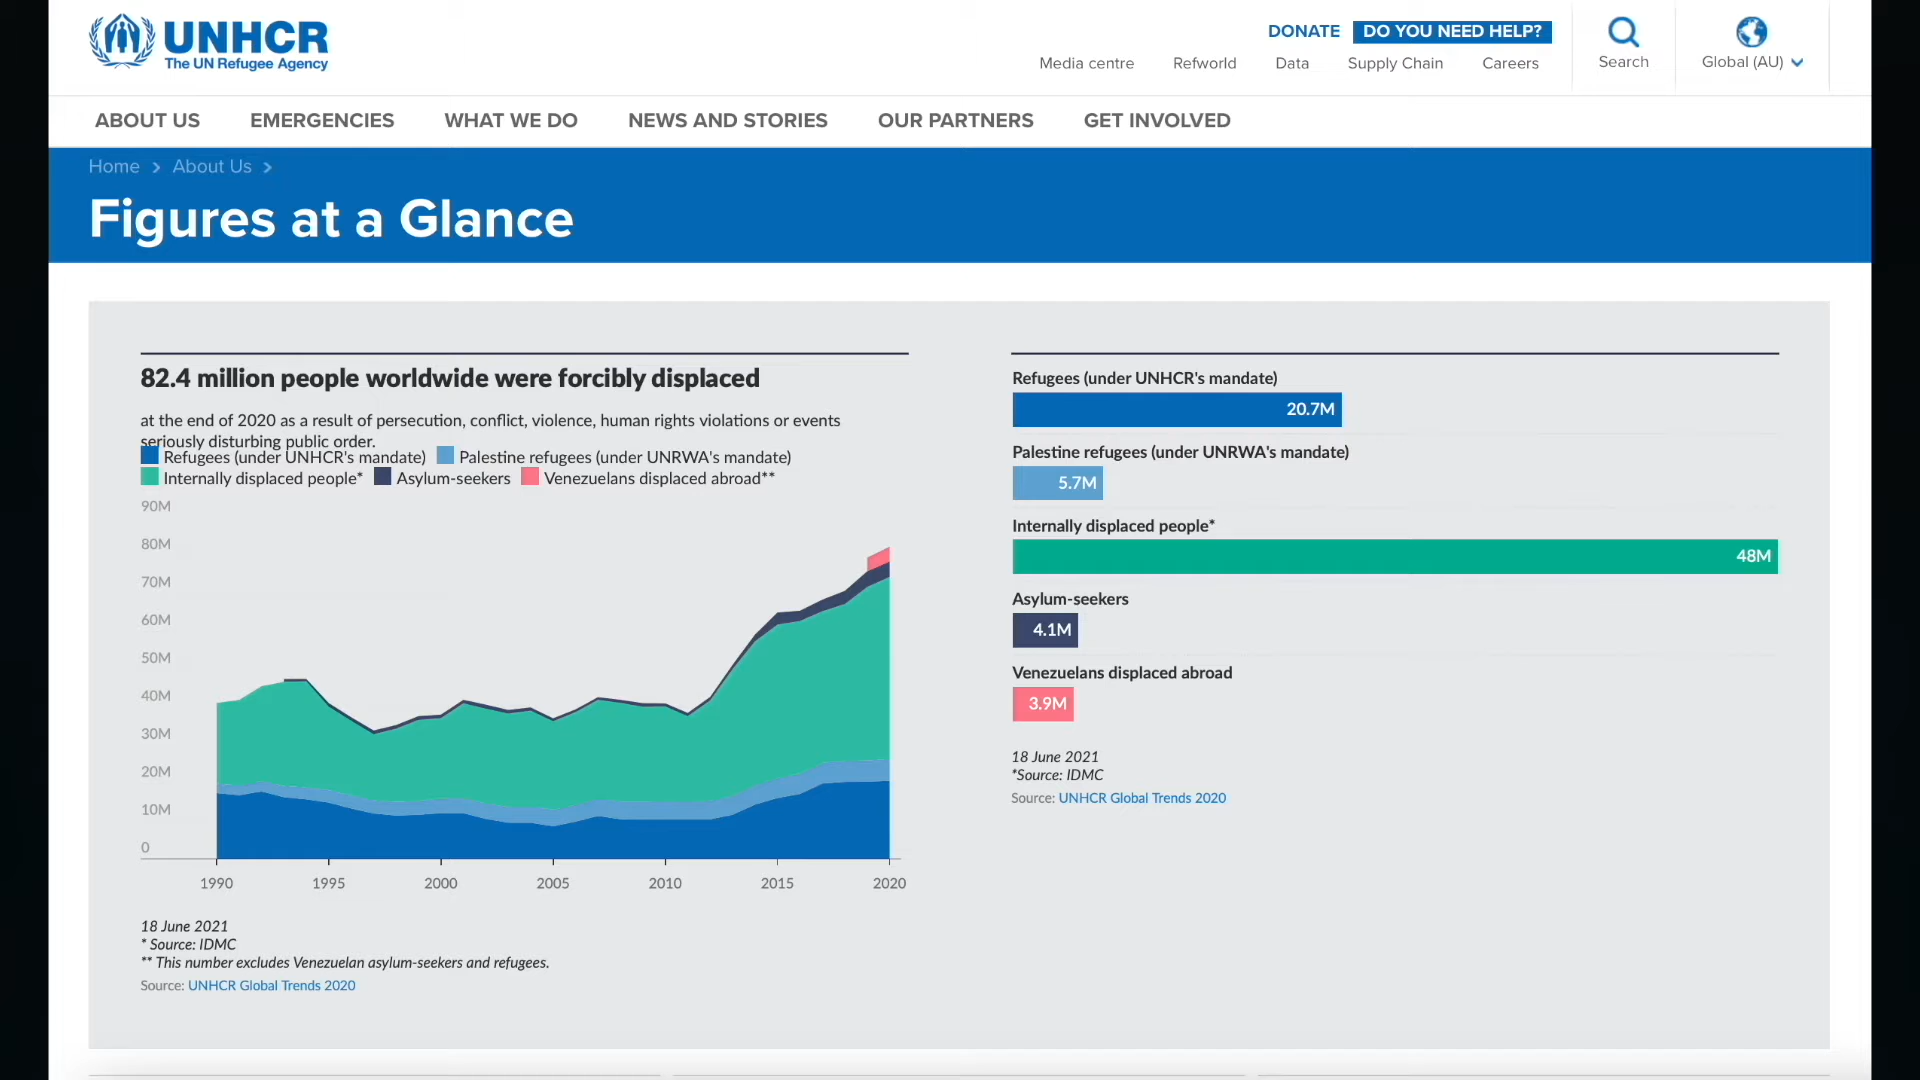 UNHCR
The UN Refugee Agency
DONATE
DO YOU NEED HELP?
Media centre
Refworld
Data
Supply Chain
Careers
Search
Global (AU)
ABOUT US
EMERGENCIES
WHAT WE DO
NEWS AND STORIES
OUR PARTNERS
GET INVOLVED
Home
About Us
Figures at a Glance
82.4 million people worldwide were forcibly displaced
at the end of 2020 as a result of persecution, conflict, violence, human rights violations or events
seriously disturbing public order.
Refugees (under UNHCR's mandate) Palestine refugees (under UNRWA's mandate)
Internally displaced people* Asylum-seekers Venezuelans displaced abroad**
90M
80M
70M
60M
50M
40M
30M
20M
10M
0
1990 1995 2000 2005 2010 2015 2020
18 June 2021
* Source: IDMC
** This number excludes Venezuelan asylum-seekers and refugees.
Source: UNHCR Global Trends 2020
Refugees (under UNHCR's mandate)
20.7M
Palestine refugees (under UNRWA's mandate)
5.7M
Internally displaced people*
48M
Asylum-seekers
4.1M
Venezuelans displaced abroad
3.9M
18 June 2021
*Source: IDMC
Source: UNHCR Global Trends 2020